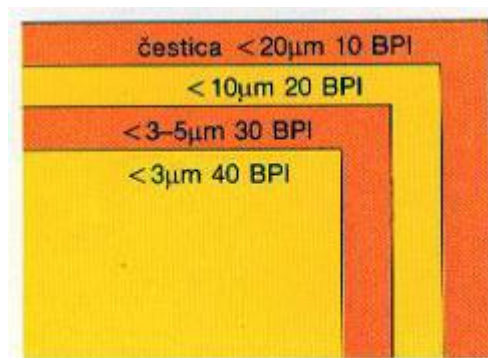 čestica <20µm 10 BPI
<10µm 20 BPI
<3–5µm 30 BPI
<3µm 40 BPI